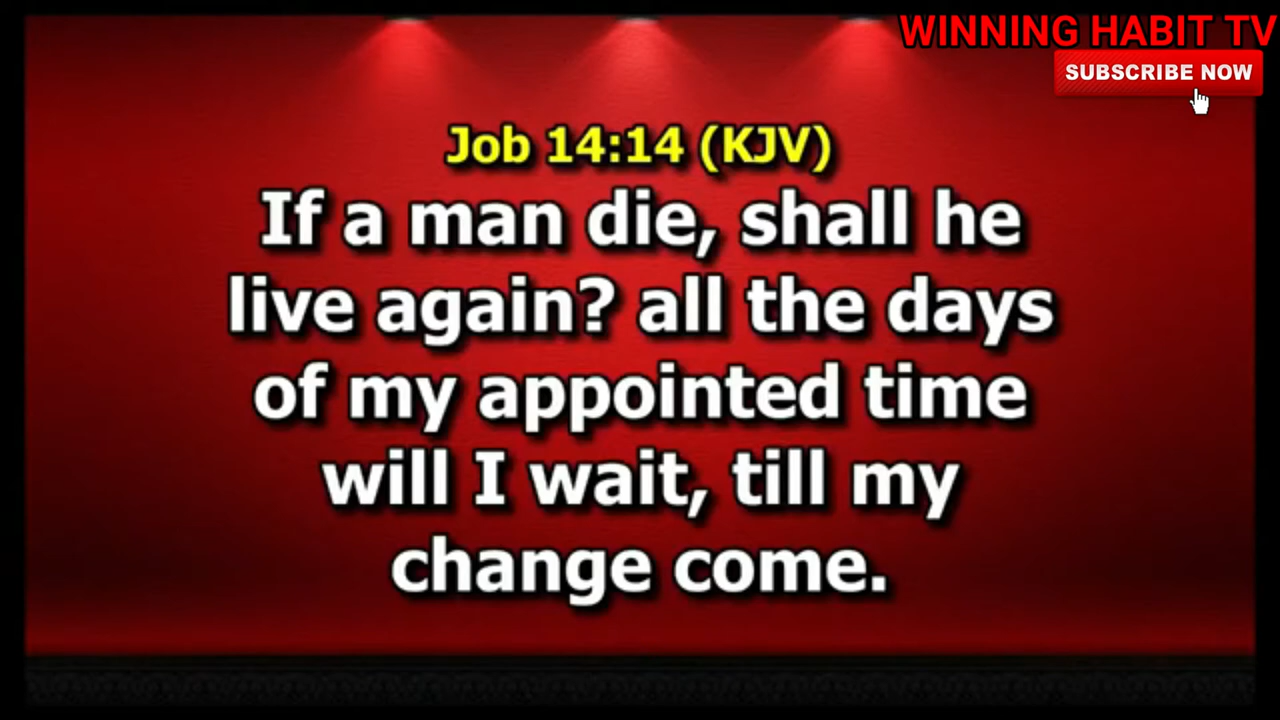 WINNING HABIT TV
SUBSCRIBE NOW
Job 14:14 (KJV)
If a man die, shall he
live again? all the days
of my appointed time
will I wait, till my
change come.